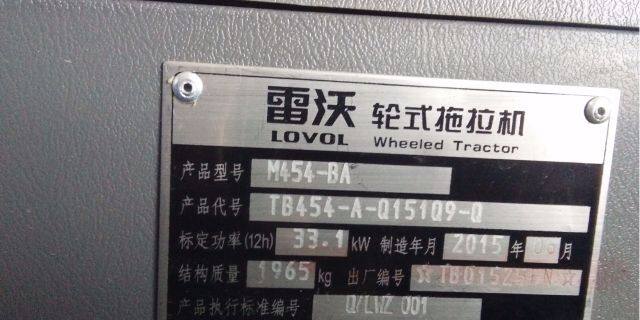 雷沃 轮式拖拉机
LOVOL Wheeled Tractor
产品型号 M454-BA
产品代号 TB454-A-Q151Q9-Q
标定功率(12h) 33.1 kW 制造年月 2015 年 月
结构质量 1965 kg 出厂编号
产品执行标准编号 Q/LWZ 001